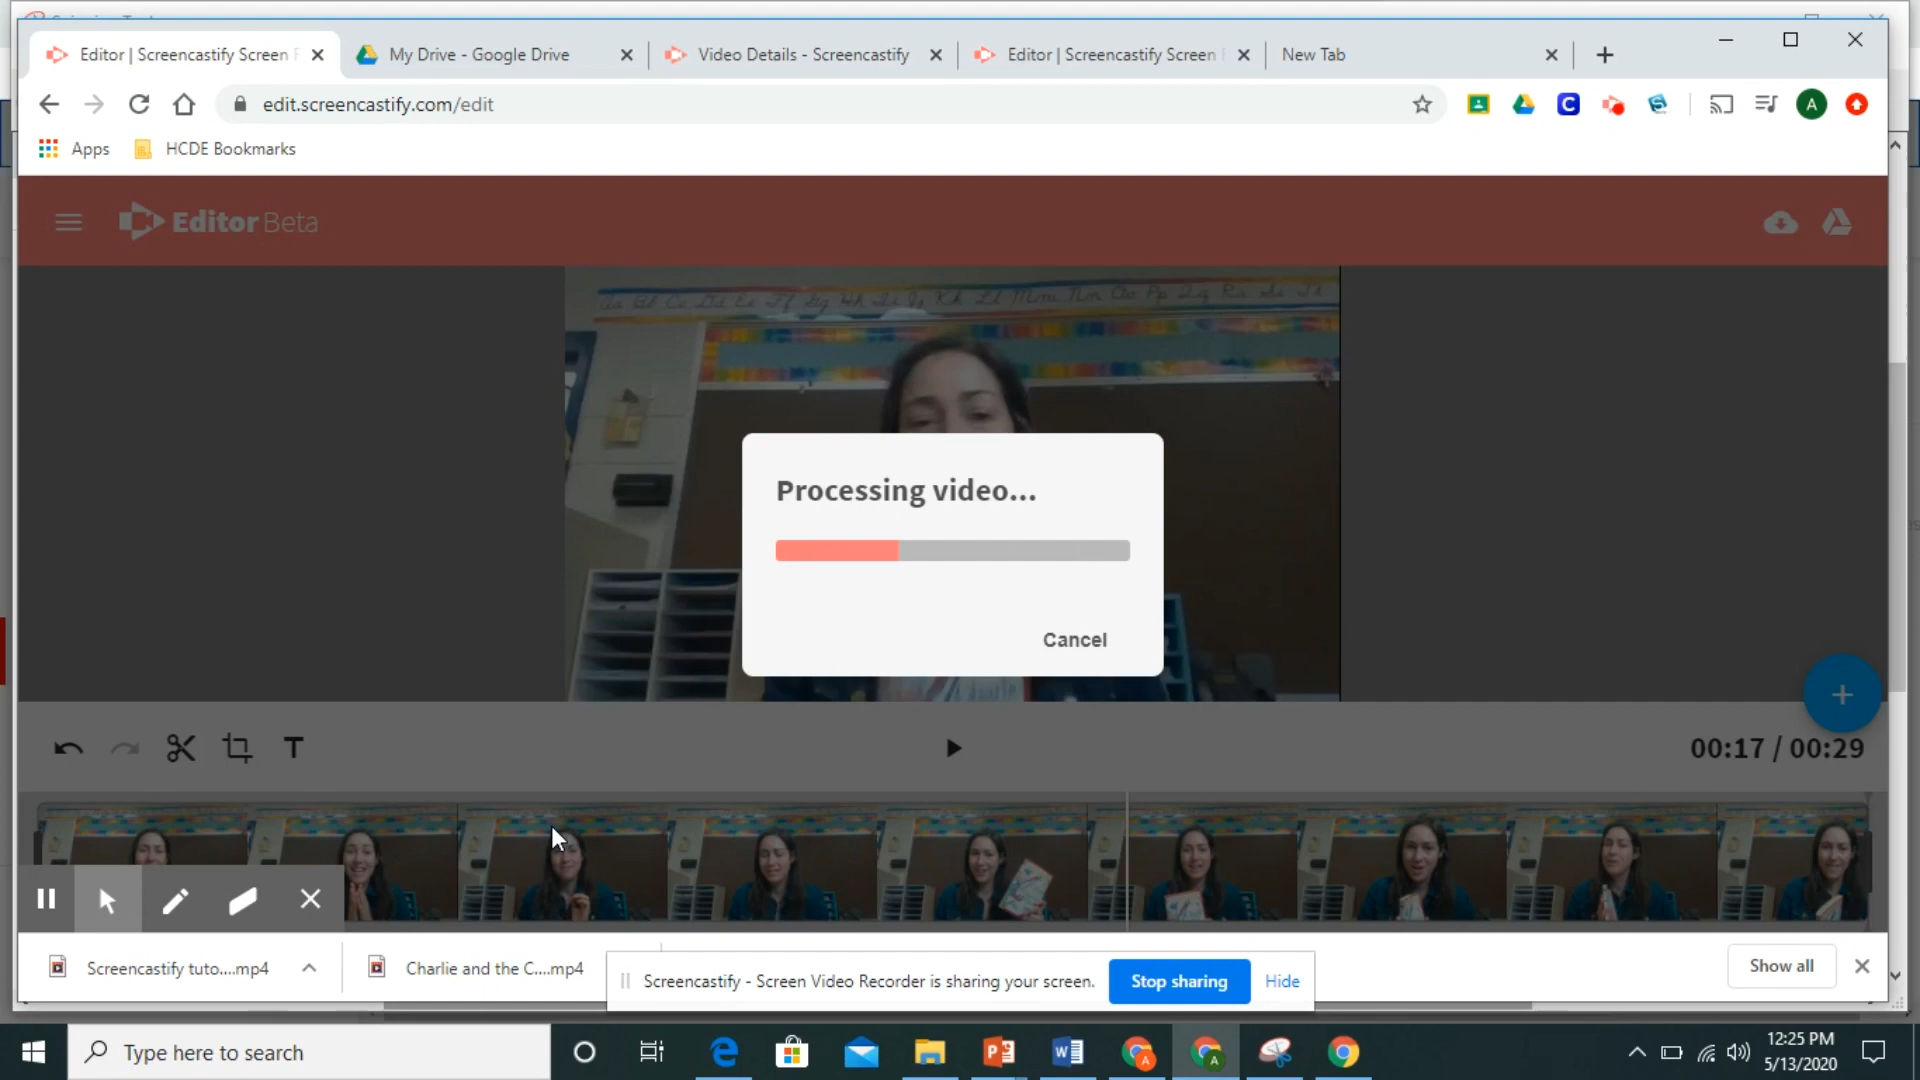 Editor | Screencastify Screen
My Drive - Google Drive
Video Details - Screencastify
Editor | Screencastify Screen
New Tab
edit.screencastify.com/edit
Apps
HCDE Bookmarks
Editor Beta
Processing video...
Cancel
00:17 / 00:29
Screencastify tuto....mp4
Charlie and the C....mp4
Screencastify - Screen Video Recorder is sharing your screen.
Stop sharing
Hide
Show all
Type here to search
12:25 PM
5/13/2020